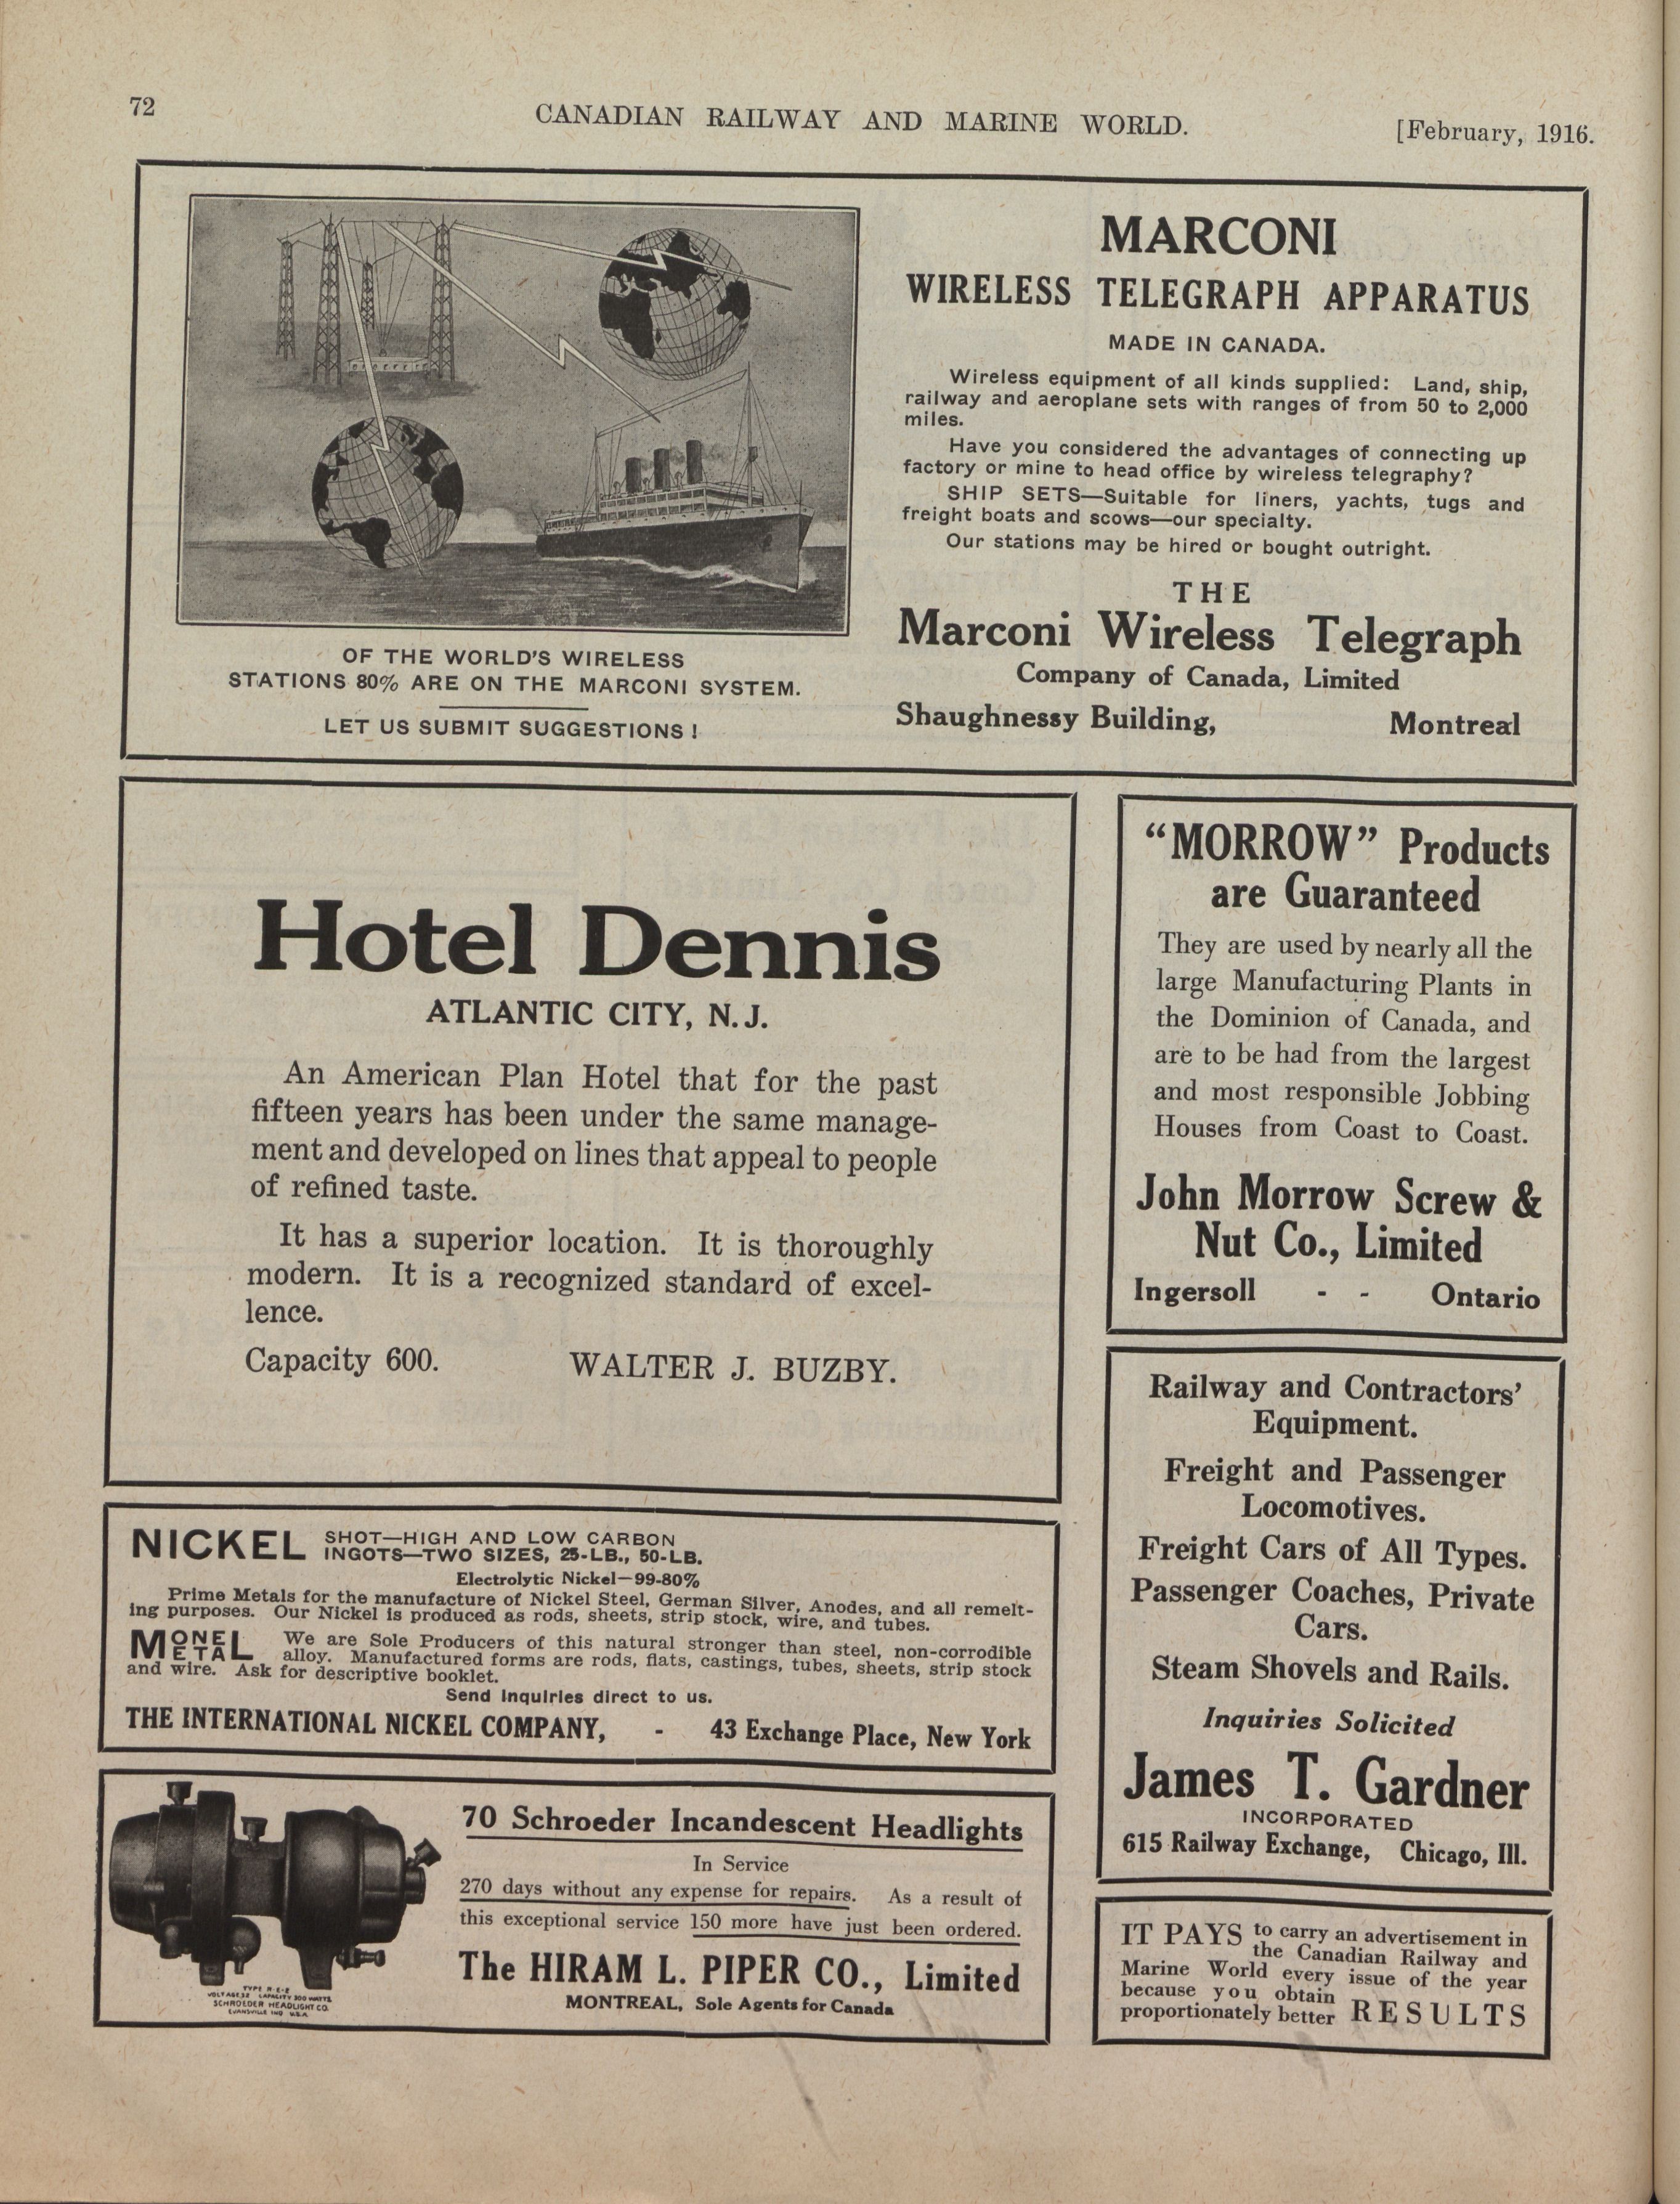 72
CANADIAN RAILWAY AND MARINE WORLD.
[February, 1916.
OF THE WORLD'S WIRELESS
STATIONS 80% ARE ON THE MARCONI SYSTEM.
LET US SUBMIT SUGGESTIONS !
MARCONI
WIRELESS TELEGRAPH APPARATUS
MADE IN CANADA.
Wireless equipment of all kinds supplied: Land, ship,
railway and aeroplane sets with ranges of from 50 to 2,000
miles.
Have you considered the advantages of connecting up
factory or mine to head office by wireless telegraphy?
SHIP SETS—Suitable for liners, yachts, tugs and
freight boats and scows—our specialty.
Our stations may be hired or bought outright.
THE
Marconi Wireless Telegraph
Company of Canada, Limited
Shaughnessy Building, Montreal
Hotel Dennis
ATLANTIC CITY, N.J.
An American Plan Hotel that for the past
fifteen years has been under the same manage-
ment and developed on lines that appeal to people
of refined taste.
It has a superior location. It is thoroughly
modern. It is a recognized standard of excel-
lence.
Capacity 600. WALTER J. BUZBY.
"MORROW" Products
are Guaranteed
They are used by nearly all the
large Manufacturing Plants in
the Dominion of Canada, and
are to be had from the largest
and most responsible Jobbing
Houses from Coast to Coast.
John Morrow Screw &
Nut Co., Limited
Ingersoll - - Ontario
Railway and Contractors'
Equipment.
Freight and Passenger
Locomotives.
Freight Cars of All Types.
Passenger Coaches, Private
Cars.
Steam Shovels and Rails.
Inquiries Solicited
James T. Gardner
INCORPORATED
615 Railway Exchange, Chicago, Ill.
NICKEL SHOT—HIGH AND LOW CARBON
INGOTS—TWO SIZES, 25-LB., 50-LB.
Electrolytic Nickel—99-80%
Prime Metals for the manufacture of Nickel Steel, German Silver, Anodes, and all remelt-
ing purposes. Our Nickel is produced as rods, sheets, strip stock, wire, and tubes.
MONEL METAL We are Sole Producers of this natural stronger than steel, non-corrodible
alloy. Manufactured forms are rods, flats, castings, tubes, sheets, strip stock
and wire. Ask for descriptive booklet.
Send Inquiries direct to us.
THE INTERNATIONAL NICKEL COMPANY, - 43 Exchange Place, New York
TYPE R-E-2
VOLTAGE 32 CAPACITY 300 WATTS
SCHROEDER HEADLIGHT CO.
EVANSVILLE IND U.S.A.
70 Schroeder Incandescent Headlights
In Service
270 days without any expense for repairs. As a result of
this exceptional service 150 more have just been ordered.
The HIRAM L. PIPER CO., Limited
MONTREAL, Sole Agents for Canada
IT PAYS to carry an advertisement in
the Canadian Railway and
Marine World every issue of the year
because you obtain
proportionately better RESULTS